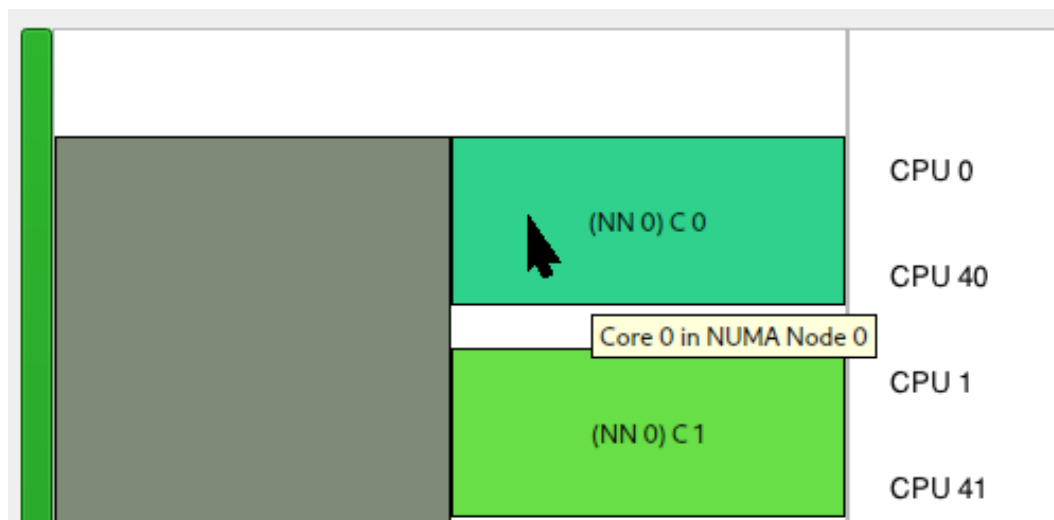 CPU 0
(NN 0) C 0
CPU 40
Core 0 in NUMA Node 0
CPU 1
(NN 0) C 1
CPU 41